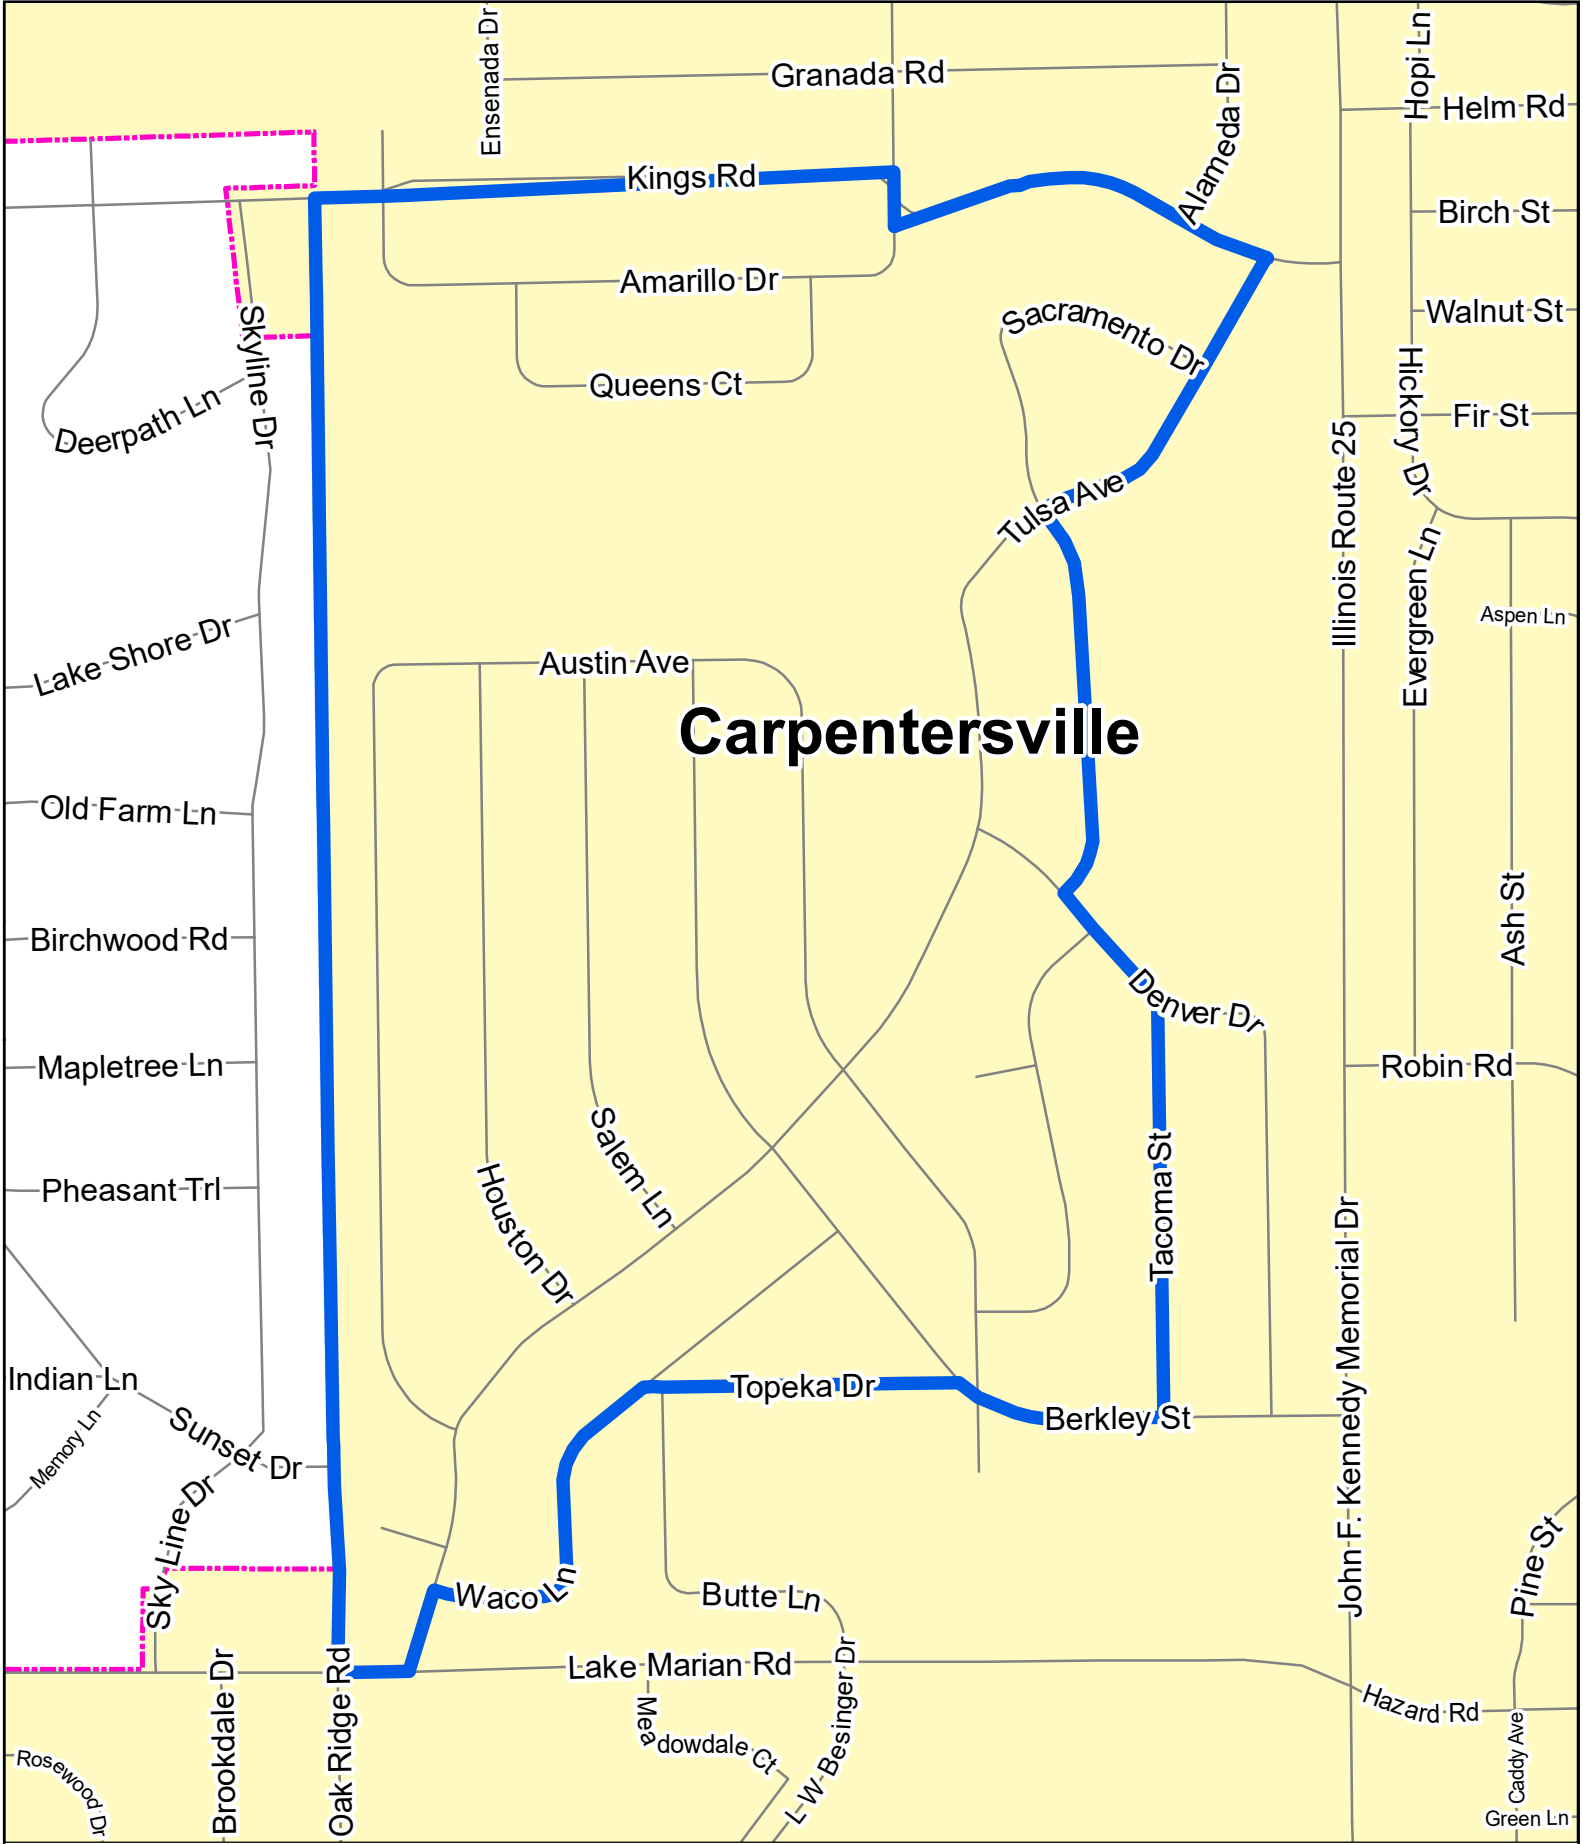 Ensenada Dr
Granada Rd
Alameda Dr
Hopi Ln
Helm Rd
Kings Rd
Birch St
Amarillo Dr
Skyline Dr
Sacramento Dr
Walnut St
Queens Ct
Deerpath Ln
Hickory Dr
Fir St
Illinois Route 25
Tulsa Ave
Evergreen Ln
Aspen Ln
Lake Shore Dr
Austin Ave
Carpentersville
Old Farm Ln
Ash St
Birchwood Rd
Denver Dr
Mapletree Ln
Robin Rd
Salem Ln
Tacoma St
Pheasant Trl
Houston Dr
John F. Kennedy Memorial Dr
Indian Ln
Topeka Dr
Memory Ln
Sunset Dr
Berkley St
Sky Line Dr
Pine St
Waco Ln
Butte Ln
Lake Marian Rd
Brookdale Dr
Oak Ridge Rd
Meadowdale Ct
L W Besinger Dr
Hazard Rd
Caddy Ave
Rosewood Dr
Green Ln